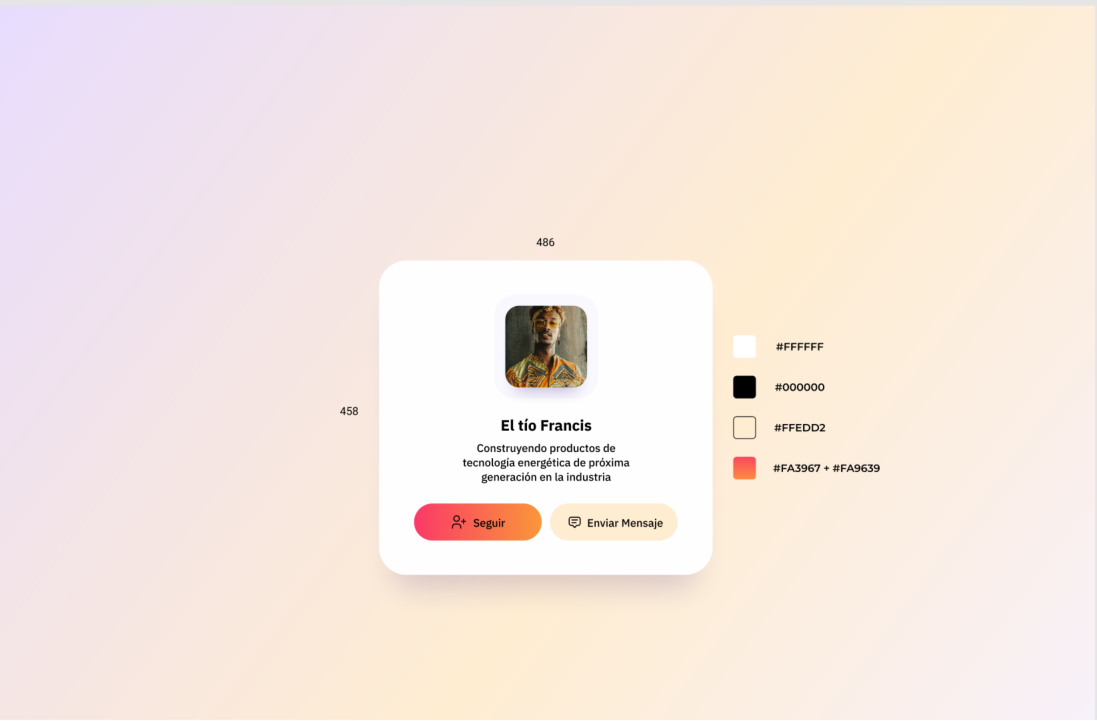 486
458
El tío Francis
Construyendo productos de
tecnología energética de próxima
generación en la industria
Seguir
Enviar Mensaje
#FFFFFF
#000000
#FFEDD2
#FA3967 + #FA9639